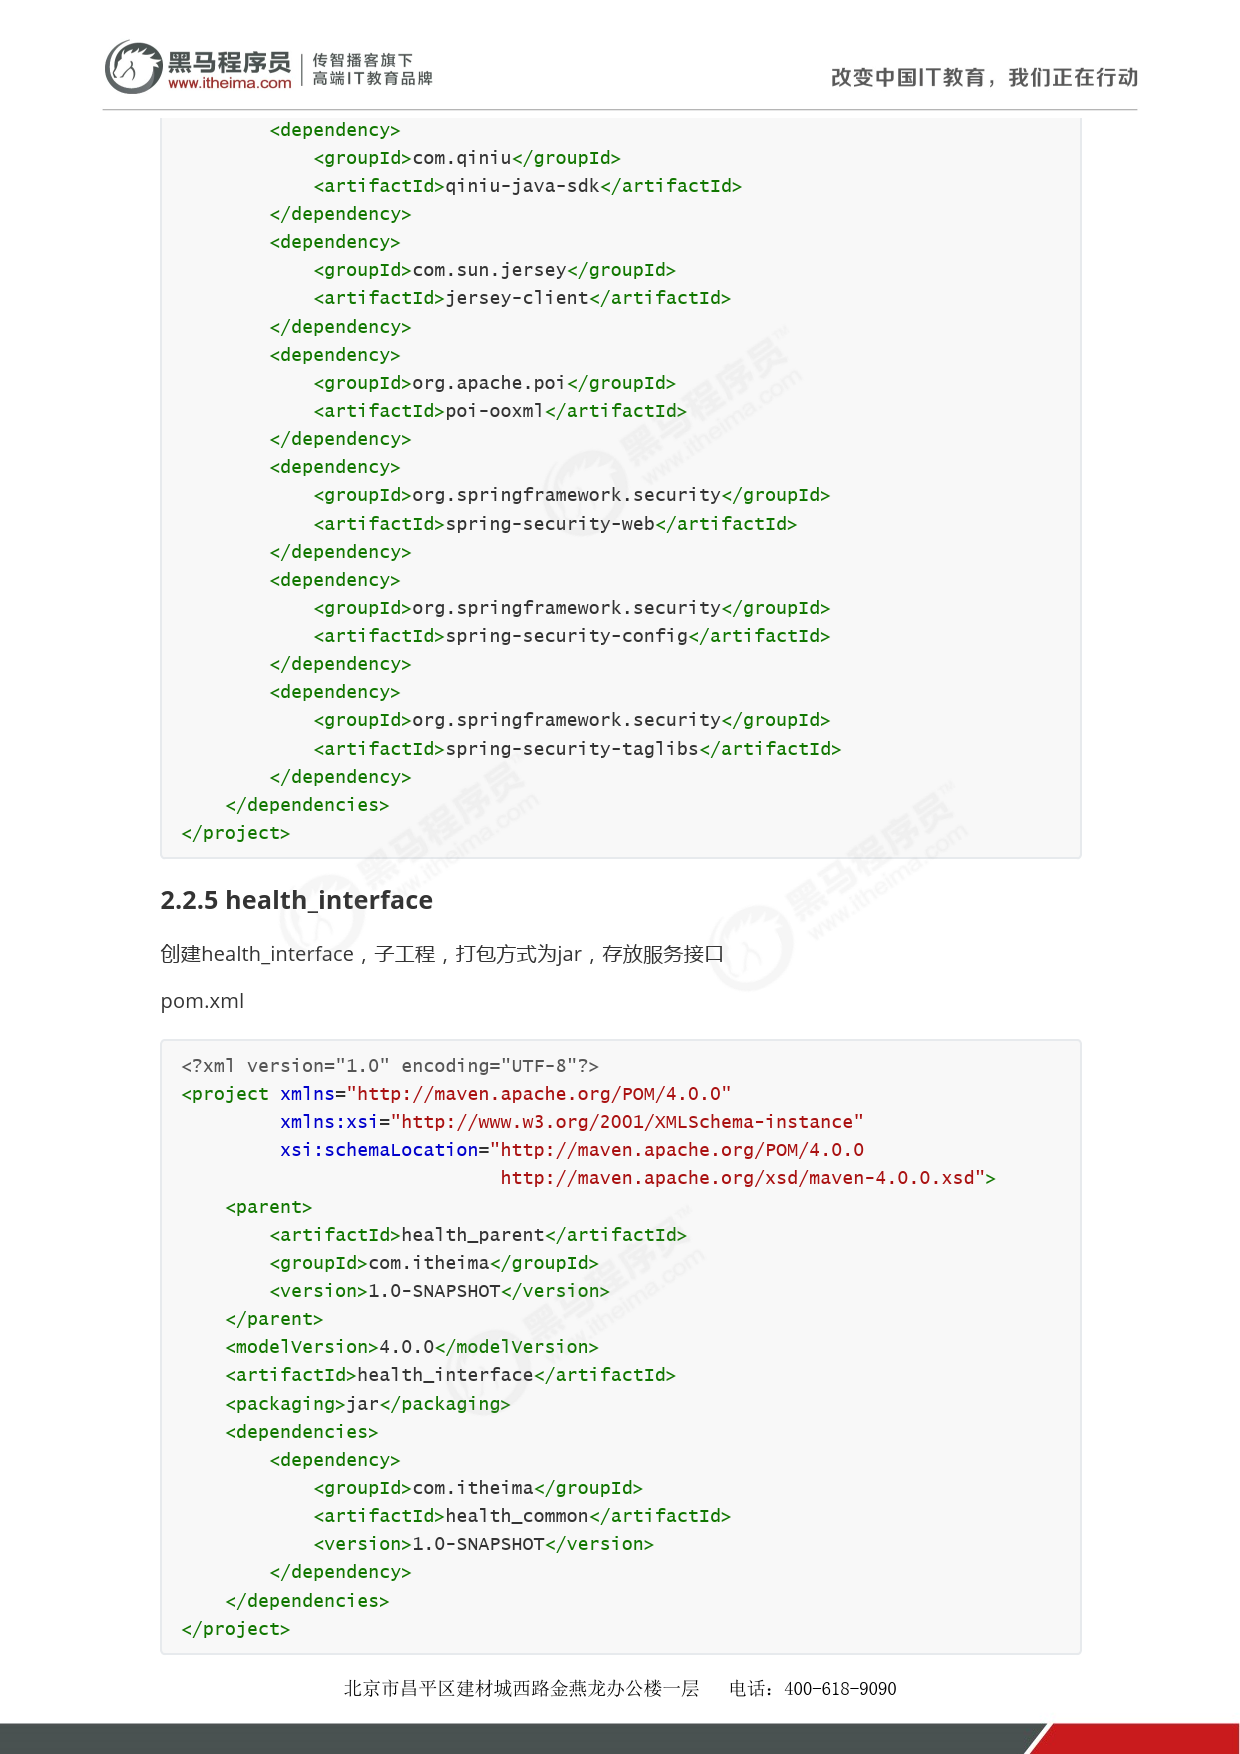 黑马程序员
www.itheima.com
传智播客旗下
高端IT教育品牌
改变中国IT教育，我们正在行动
        <dependency>
            <groupId>com.qiniu</groupId>
            <artifactId>qiniu-java-sdk</artifactId>
        </dependency>
        <dependency>
            <groupId>com.sun.jersey</groupId>
            <artifactId>jersey-client</artifactId>
        </dependency>
        <dependency>
            <groupId>org.apache.poi</groupId>
            <artifactId>poi-ooxml</artifactId>
        </dependency>
        <dependency>
            <groupId>org.springframework.security</groupId>
            <artifactId>spring-security-web</artifactId>
        </dependency>
        <dependency>
            <groupId>org.springframework.security</groupId>
            <artifactId>spring-security-config</artifactId>
        </dependency>
        <dependency>
            <groupId>org.springframework.security</groupId>
            <artifactId>spring-security-taglibs</artifactId>
        </dependency>
    </dependencies>
</project>
2.2.5 health_interface
创建health_interface，子工程，打包方式为jar，存放服务接口
pom.xml
<?xml version="1.0" encoding="UTF-8"?>
<project xmlns="http://maven.apache.org/POM/4.0.0"
         xmlns:xsi="http://www.w3.org/2001/XMLSchema-instance"
         xsi:schemaLocation="http://maven.apache.org/POM/4.0.0
                             http://maven.apache.org/xsd/maven-4.0.0.xsd">
    <parent>
        <artifactId>health_parent</artifactId>
        <groupId>com.itheima</groupId>
        <version>1.0-SNAPSHOT</version>
    </parent>
    <modelVersion>4.0.0</modelVersion>
    <artifactId>health_interface</artifactId>
    <packaging>jar</packaging>
    <dependencies>
        <dependency>
            <groupId>com.itheima</groupId>
            <artifactId>health_common</artifactId>
            <version>1.0-SNAPSHOT</version>
        </dependency>
    </dependencies>
</project>
北京市昌平区建材城西路金燕龙办公楼一层 电话：400-618-9090